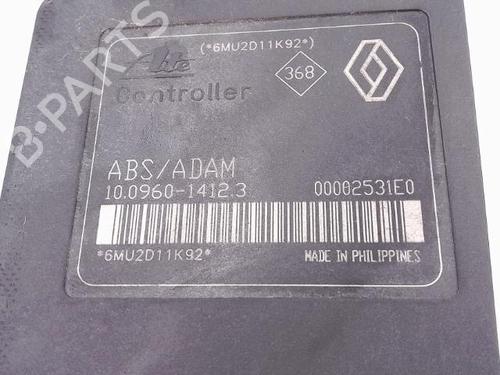 B-PARTS
Ate
(*6MU2D11K92*)
368
Controller
ABS/ADAM
10.0960-1412.3 00002531E0
*6MU2D11K92* MADE IN PHILIPPINES